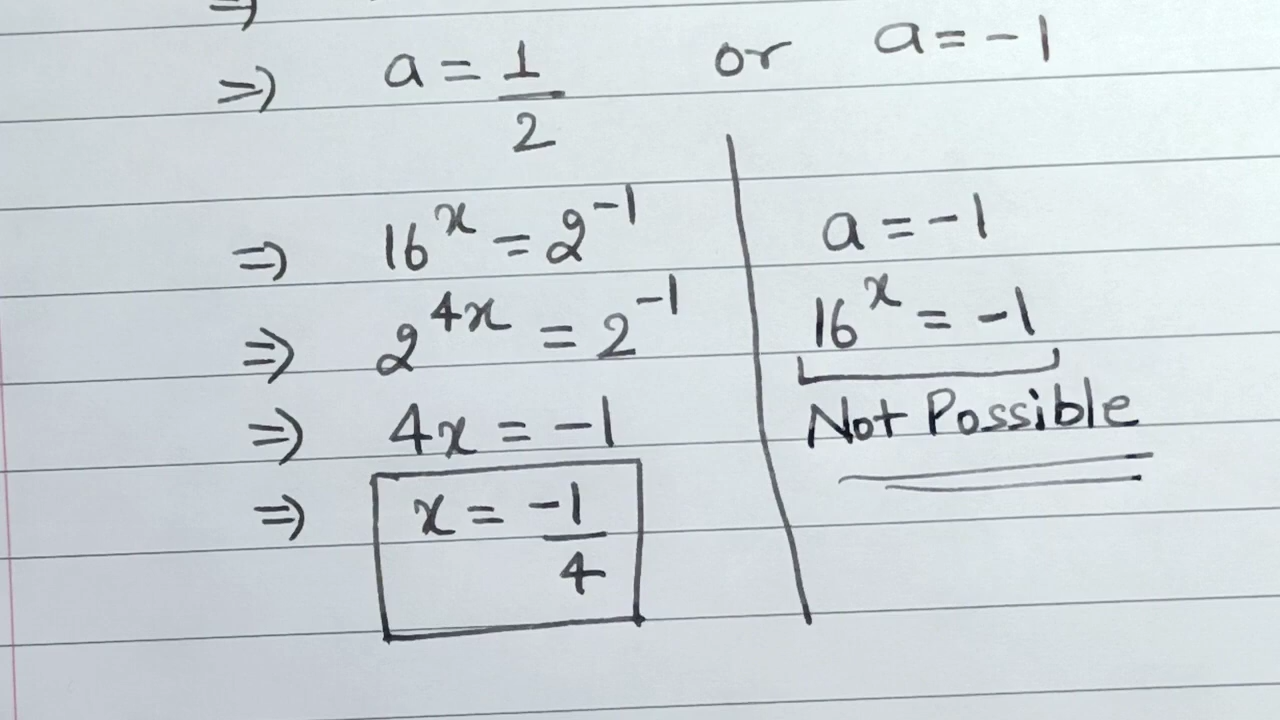 ⇒
⇒ a = 1/2 or a = -1
⇒ 16^x = 2^-1
⇒ 2^4x = 2^-1
⇒ 4x = -1
⇒ x = -1/4
a = -1
16^x = -1
Not Possible